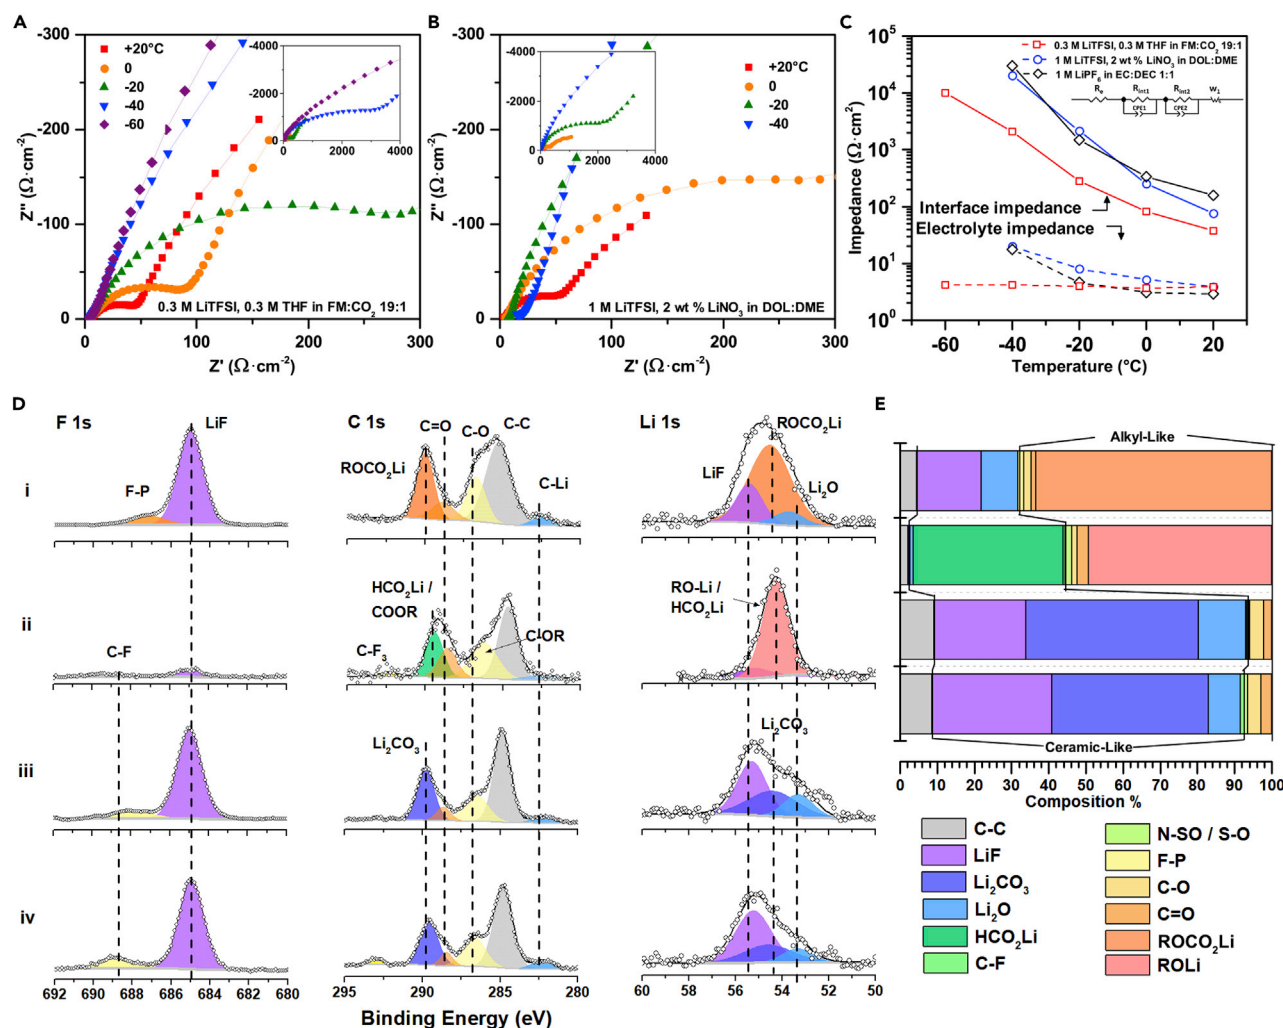 A
-300
-200
-100
0
Z'' (Ω·cm⁻²)
+20°C
0
-20
-40
-60
-4000
-2000
0
0 2000 4000
0.3 M LiTFSI, 0.3 M THF in FM:CO₂ 19:1
0 50 100 200 300
Z' (Ω·cm⁻²)
B
-300
-200
-100
0
Z'' (Ω·cm⁻²)
-4000
-2000
0
0 2000 4000
+20°C
0
-20
-40
1 M LiTFSI, 2 wt % LiNO₃ in DOL:DME
0 50 100 200 300
Z' (Ω·cm⁻²)
C
10⁵
10⁴
10³
10²
10¹
10⁰
Impedance (Ω·cm²)
0.3 M LiTFSI, 0.3 M THF in FM:CO₂ 19:1
1 M LiTFSI, 2 wt % LiNO₃ in DOL:DME
1 M LiPF₆ in EC:DEC 1:1
Rₑ R_int1 R_int2 w₁
CPE1 CPE2
Interface impedance
Electrolyte impedance
-60 -40 -20 0 20
Temperature (°C)
D
F 1s
LiF
F-P
i
C 1s
C=O
C-O
C-C
ROCO₂Li
C-Li
Li 1s
ROCO₂Li
LiF
Li₂O
ii
C-F
HCO₂Li /
COOR
C-F₃
C-OR
RO-Li /
HCO₂Li
iii
Li₂CO₃
Li₂CO₃
iv
692 690 688 686 684 682 680
295 290 285 280
60 58 56 54 52 50
Binding Energy (eV)
E
Alkyl-Like
Ceramic-Like
0 10 20 30 40 50 60 70 80 90 100
Composition %
C-C
LiF
Li₂CO₃
Li₂O
HCO₂Li
C-F
N-SO / S-O
F-P
C-O
C=O
ROCO₂Li
ROLi